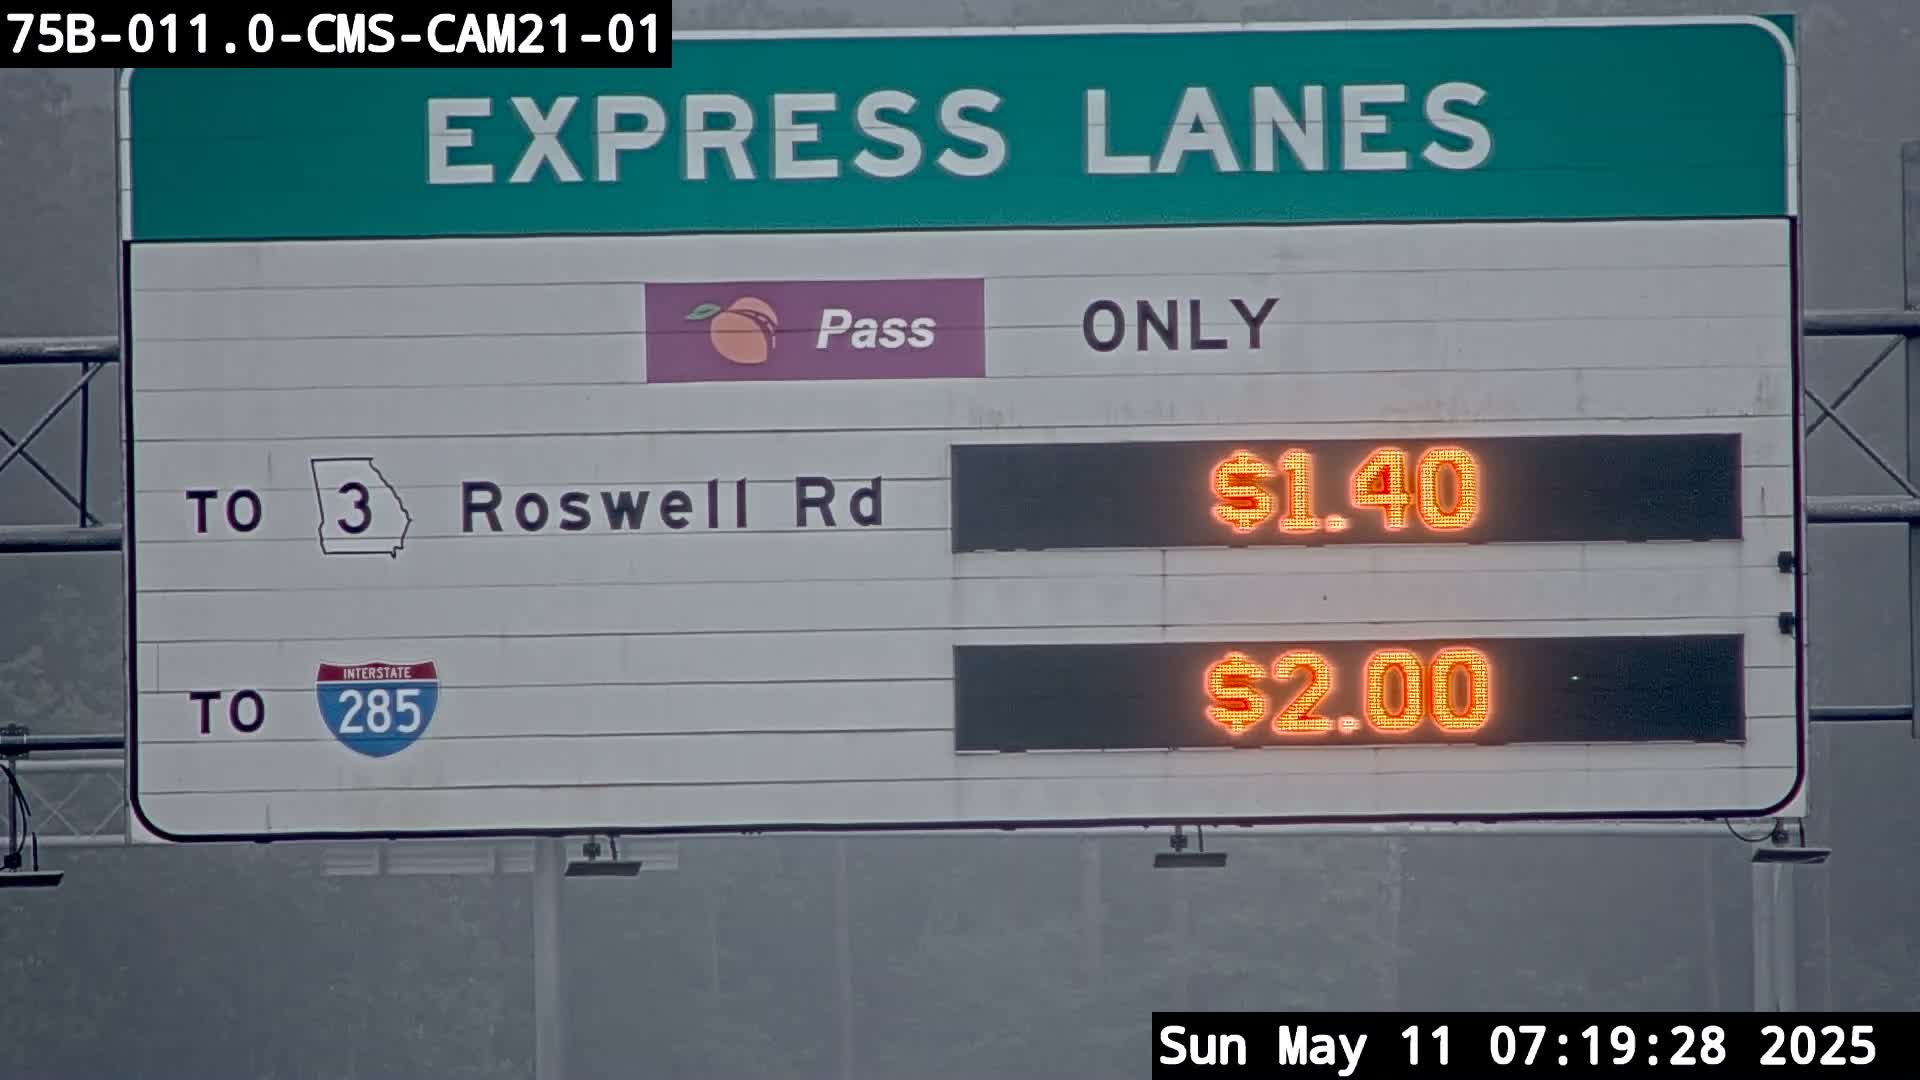 75B-011.0-CMS-CAM21-01
EXPRESS LANES
Pass ONLY
TO 3 Roswell Rd $1.40
INTERSTATE
TO 285 $2.00
Sun May 11 07:19:28 2025